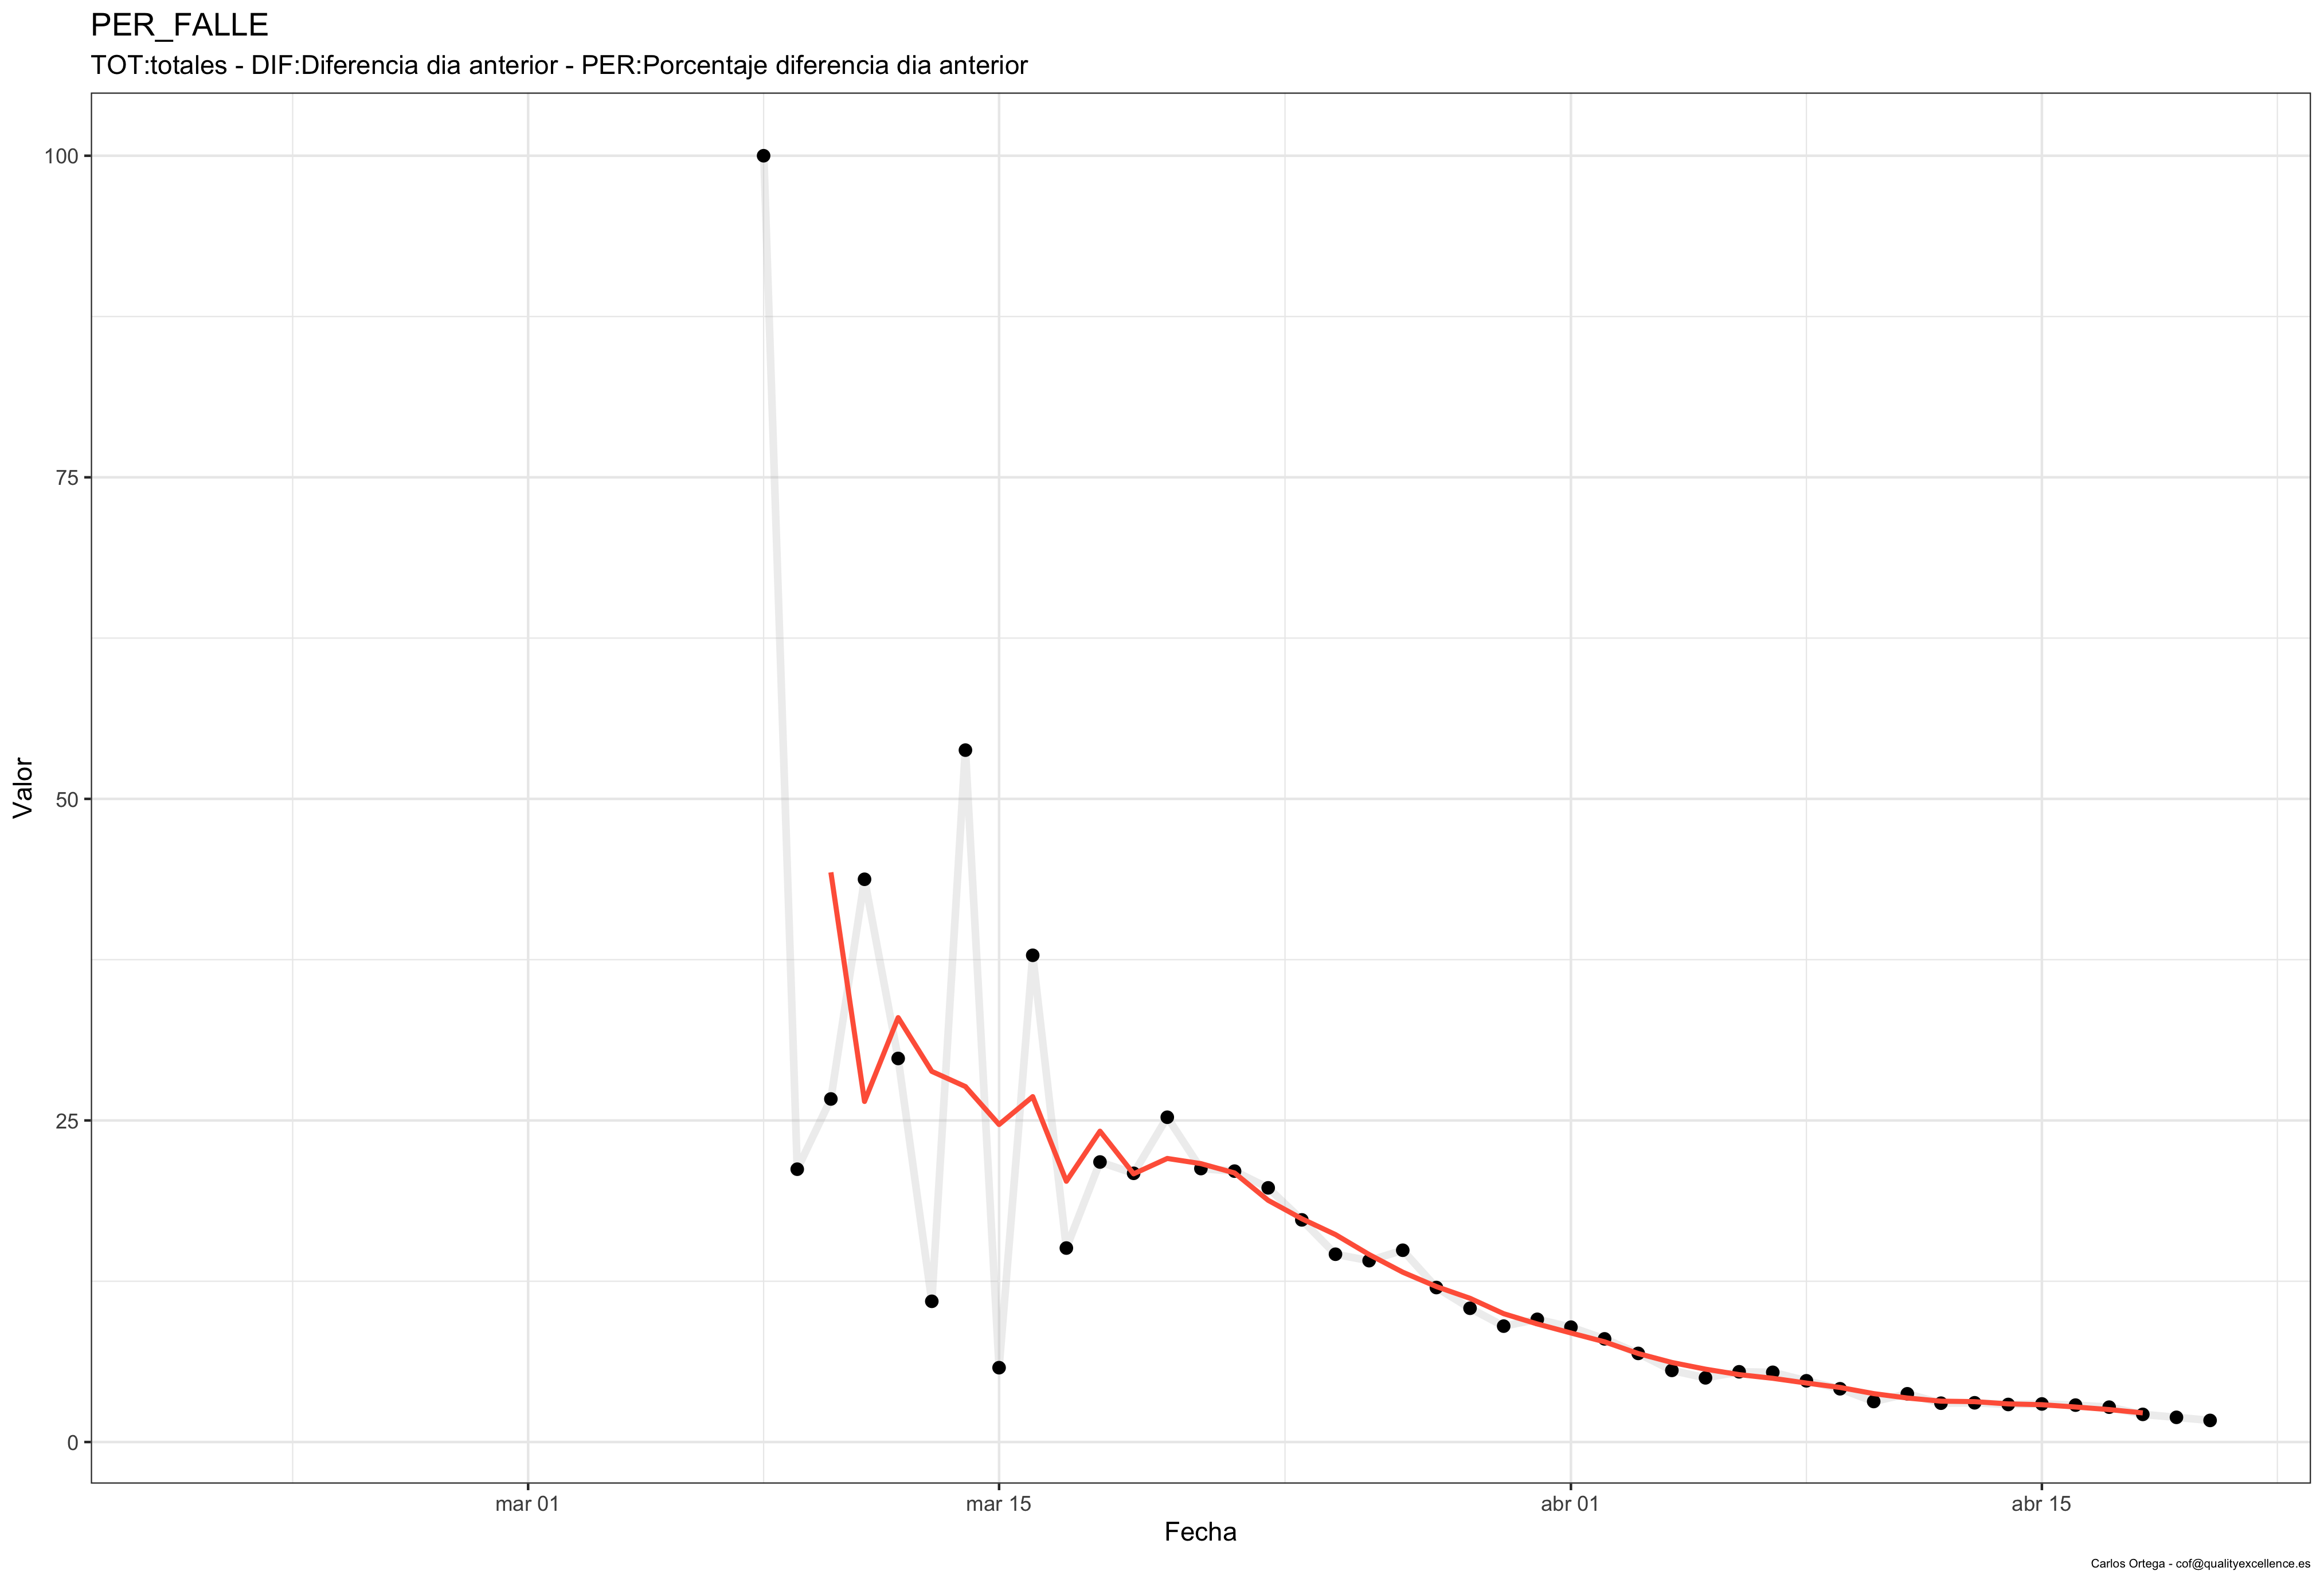 PER_FALLE
TOT:totales - DIF:Diferencia dia anterior - PER:Porcentaje diferencia dia anterior
100
75
50
25
0
Valor
mar 01
mar 15
abr 01
abr 15
Fecha
Carlos Ortega - cof@qualityexcellence.es